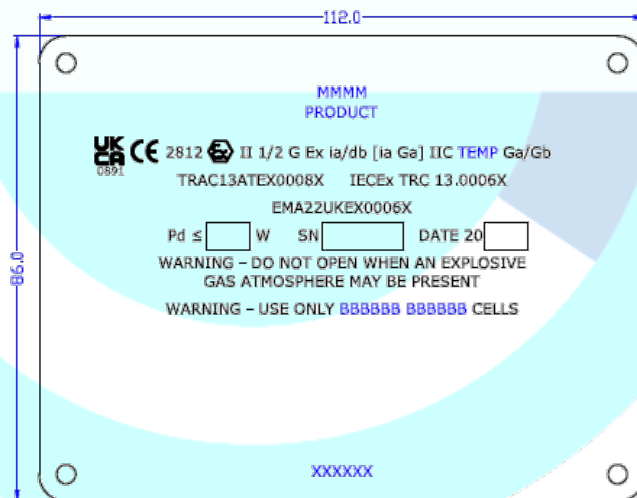 112.0
MMMM
PRODUCT
UK CA CE 2812 Ex II 1/2 G Ex ia/db [ia Ga] IIC TEMP Ga/Gb
0891
TRAC13ATEX0008X IECEx TRC 13.0006X
EMA22UKEX0006X
Pd ≤ W SN DATE 20
86.0
WARNING – DO NOT OPEN WHEN AN EXPLOSIVE
GAS ATMOSPHERE MAY BE PRESENT
WARNING – USE ONLY BBBBBB BBBBBB CELLS
XXXXXX